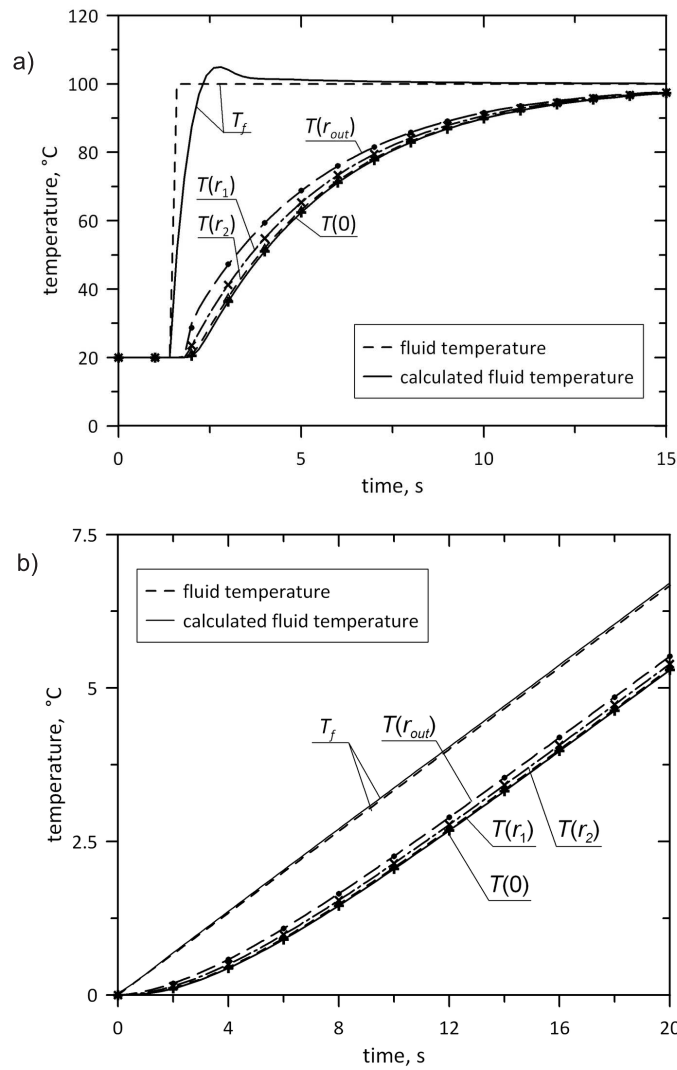 a)
120
100
80
60
40
20
0
temperature, °C
T_f
T(r_out)
T(r_1)
T(r_2)
T(0)
fluid temperature
calculated fluid temperature
0
5
10
15
time, s
b)
7.5
5
2.5
0
temperature, °C
fluid temperature
calculated fluid temperature
T_f
T(r_out)
T(r_1)
T(r_2)
T(0)
0
4
8
12
16
20
time, s